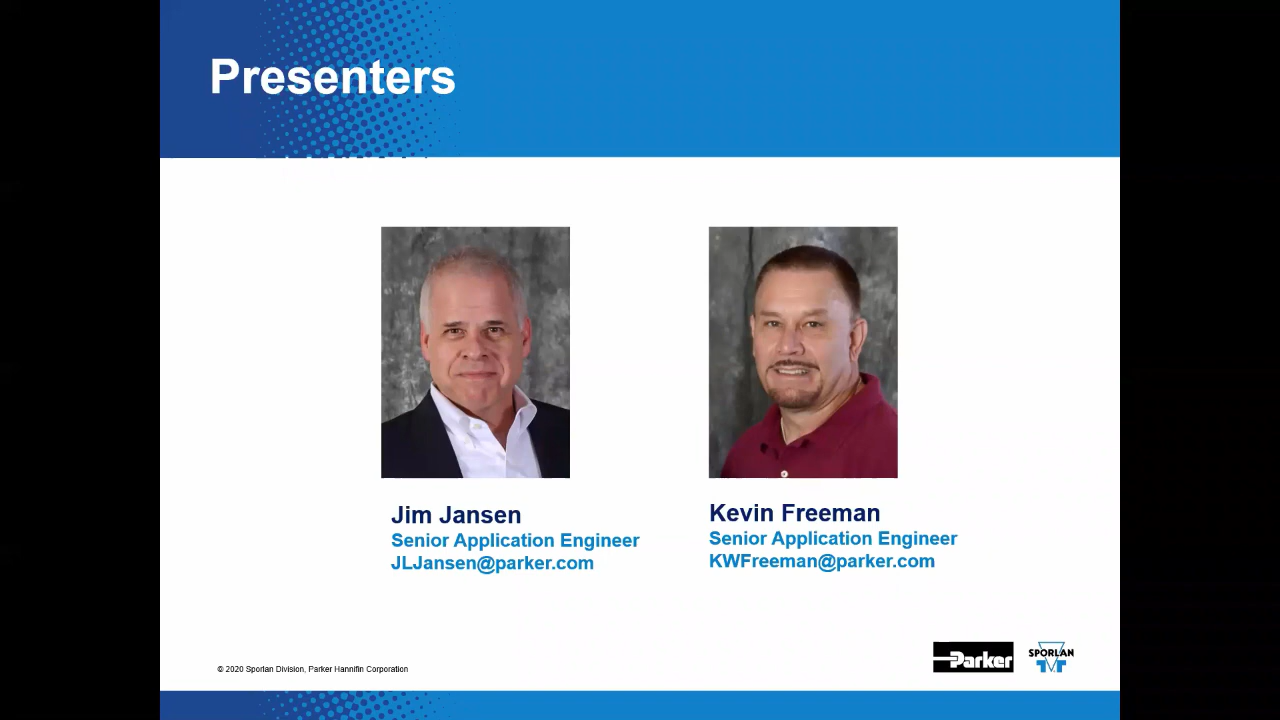 Presenters
Jim Jansen
Senior Application Engineer
JLJansen@parker.com
Kevin Freeman
Senior Application Engineer
KWFreeman@parker.com
© 2020 Sporlan Division, Parker Hannifin Corporation
Parker
SPORLAN